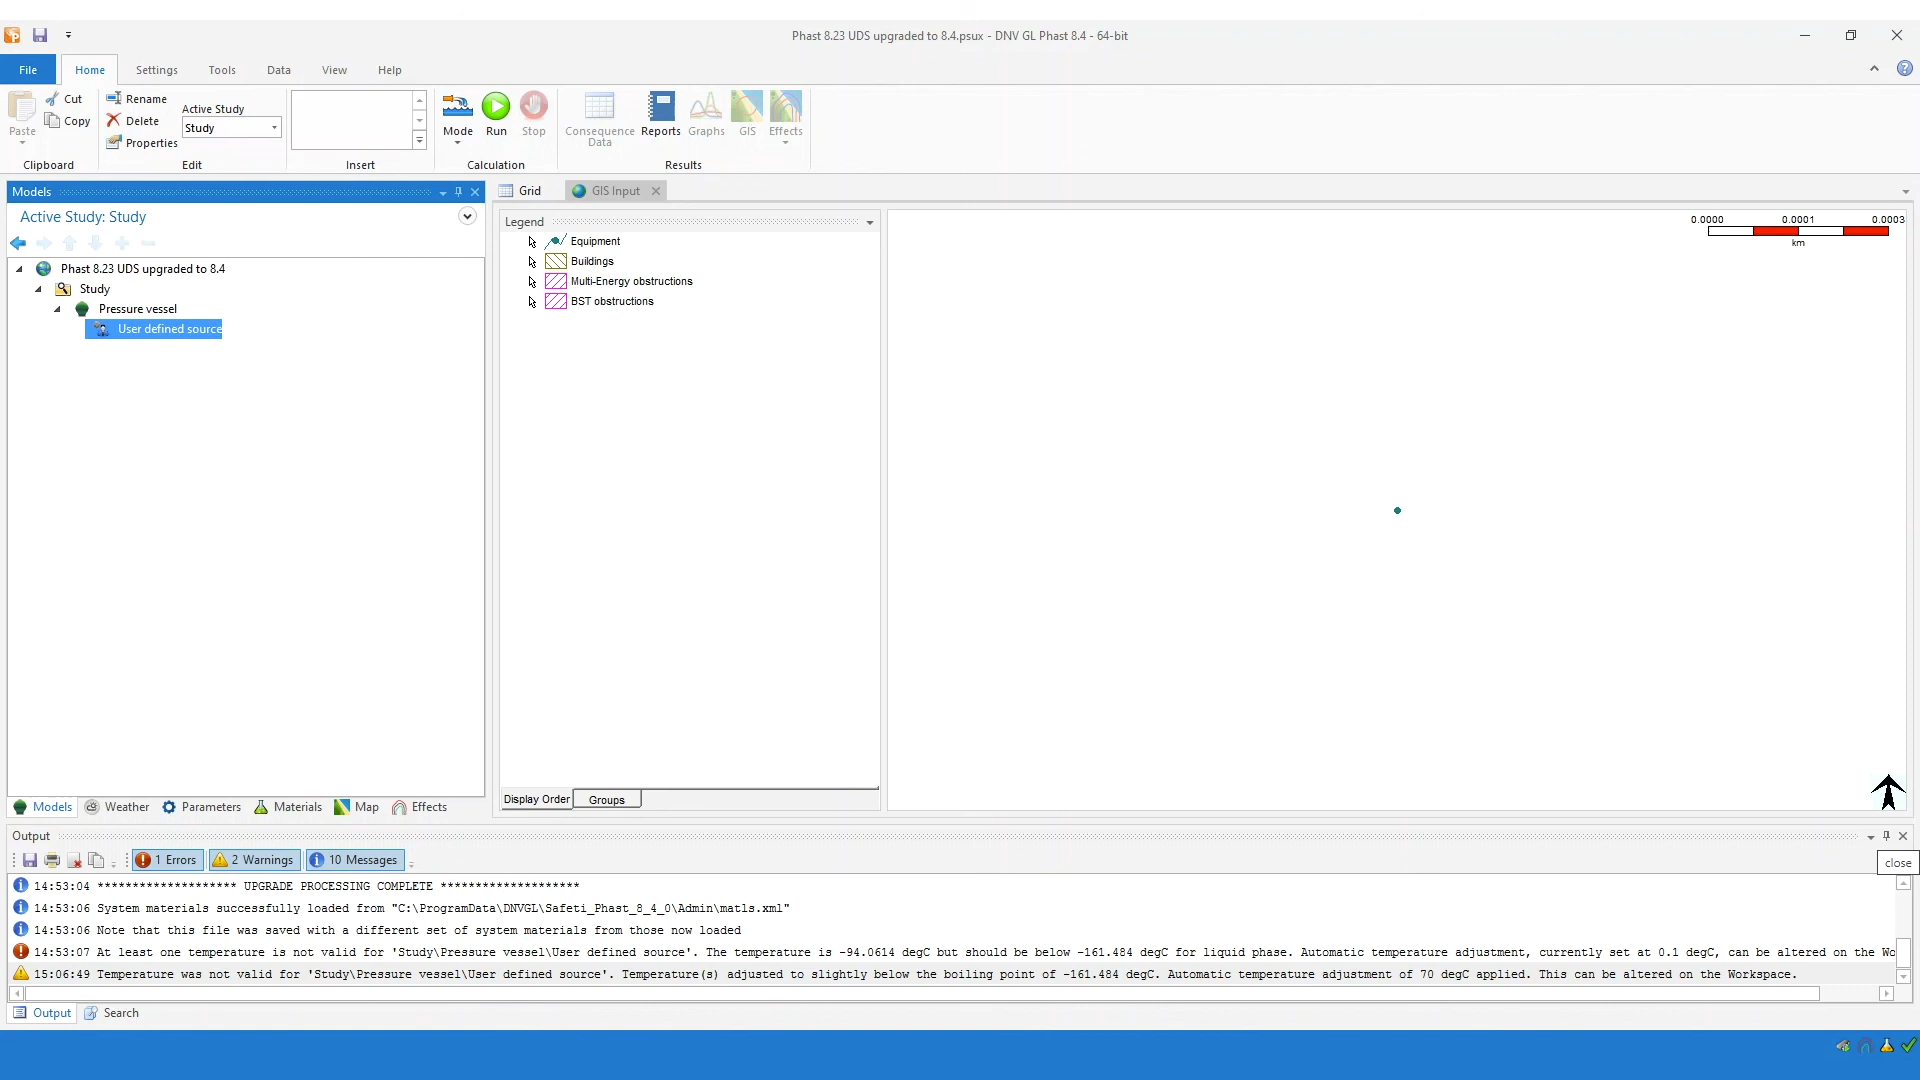 Phast 8.23 UDS upgraded to 8.4.psux - DNV GL Phast 8.4 - 64-bit
File Home Settings Tools Data View Help
Paste Cut Copy Rename Delete Properties Active Study Study Mode Run Stop Consequence Data Reports Graphs GIS Effects
Clipboard Edit Insert Calculation Results
Models
Active Study: Study
Phast 8.23 UDS upgraded to 8.4
Study
Pressure vessel
User defined source
Models Weather Parameters Materials Map Effects
Grid GIS Input
Legend
Equipment
Buildings
Multi-Energy obstructions
BST obstructions
Display Order Groups
0.0000 0.0001 0.0003
km
Output
1 Errors 2 Warnings 10 Messages
close
14:53:04 ******************** UPGRADE PROCESSING COMPLETE ********************
14:53:06 System materials successfully loaded from "C:\ProgramData\DNVGL\Safeti_Phast_8_4_0\Admin\matls.xml"
14:53:06 Note that this file was saved with a different set of system materials from those now loaded
14:53:07 At least one temperature is not valid for 'Study\Pressure vessel\User defined source'. The temperature is -94.0614 degC but should be below -161.484 degC for liquid phase. Automatic temperature adjustment, currently set at 0.1 degC, can be altered on the Wo
15:06:49 Temperature was not valid for 'Study\Pressure vessel\User defined source'. Temperature(s) adjusted to slightly below the boiling point of -161.484 degC. Automatic temperature adjustment of 70 degC applied. This can be altered on the Workspace.
Output Search